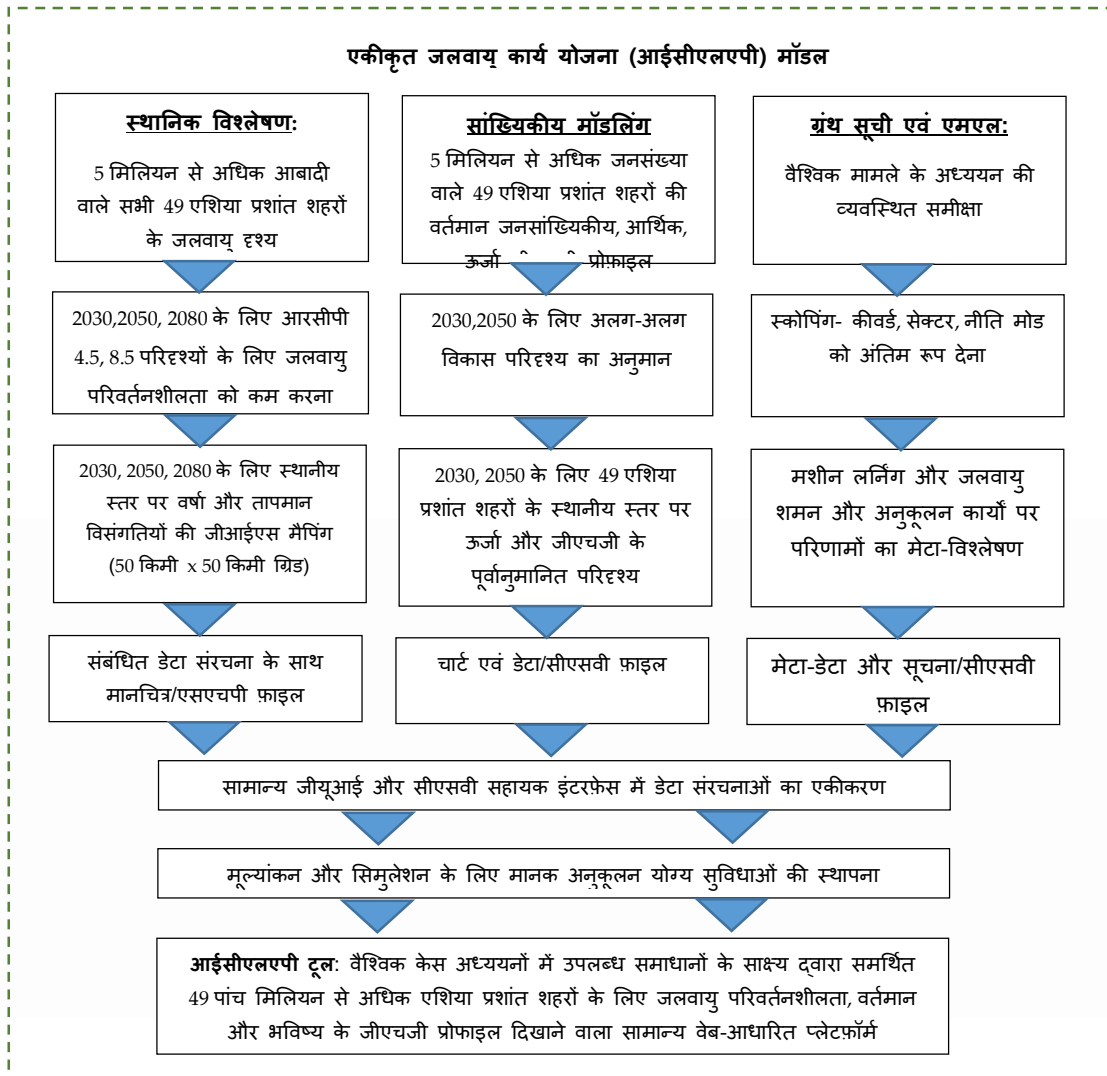 एकीकृत जलवायु कार्य योजना (आईसीएलएपी) मॉडल
स्थानिक विश्लेषण:
5 मिलियन से अधिक आबादी
वाले सभी 49 एशिया प्रशांत शहरों
के जलवायु दृश्य
2030,2050, 2080 के लिए आरसीपी
4.5, 8.5 परिदृश्यों के लिए जलवायु
परिवर्तनशीलता को कम करना
2030, 2050, 2080 के लिए स्थानीय
स्तर पर वर्षा और तापमान
विसंगतियों की जीआईएस मैपिंग
(50 किमी x 50 किमी ग्रिड)
संबंधित डेटा संरचना के साथ
मानचित्र/एसएचपी फ़ाइल
सांख्यिकीय मॉडलिंग
5 मिलियन से अधिक जनसंख्या
वाले 49 एशिया प्रशांत शहरों की
वर्तमान जनसांख्यिकीय, आर्थिक,
ऊर्जा प्रोफ़ाइल
2030,2050 के लिए अलग-अलग
विकास परिदृश्य का अनुमान
2030, 2050 के लिए 49 एशिया
प्रशांत शहरों के स्थानीय स्तर पर
ऊर्जा और जीएचजी के
पूर्वानुमानित परिदृश्य
चार्ट एवं डेटा/सीएसवी फ़ाइल
ग्रंथ सूची एवं एमएल:
वैश्विक मामले के अध्ययन की
व्यवस्थित समीक्षा
स्कोपिंग- कीवर्ड, सेक्टर, नीति मोड
को अंतिम रूप देना
मशीन लर्निंग और जलवायु
शमन और अनुकूलन कार्यों पर
परिणामों का मेटा-विश्लेषण
मेटा-डेटा और सूचना/सीएसवी
फ़ाइल
सामान्य जीयूआई और सीएसवी सहायक इंटरफ़ेस में डेटा संरचनाओं का एकीकरण
मूल्यांकन और सिमुलेशन के लिए मानक अनुकूलन योग्य सुविधाओं की स्थापना
आईसीएलएपी टूल: वैश्विक केस अध्ययनों में उपलब्ध समाधानों के साक्ष्य द्वारा समर्थित
49 पांच मिलियन से अधिक एशिया प्रशांत शहरों के लिए जलवायु परिवर्तनशीलता, वर्तमान
और भविष्य के जीएचजी प्रोफाइल दिखाने वाला सामान्य वेब-आधारित प्लेटफ़ॉर्म